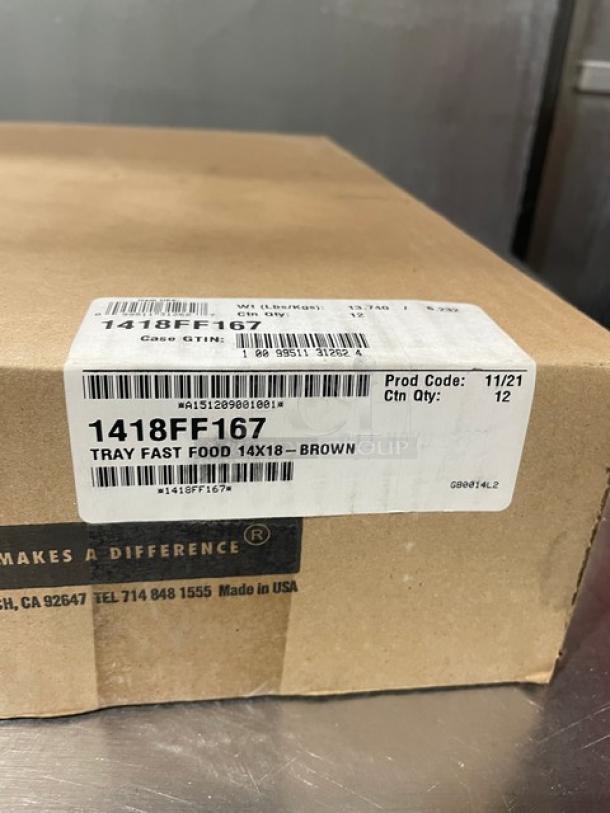 Wt (Lbs/Kgs): 13.740 / 6.232
Ctn Qty: 12
1418FF167
Case GTIN:
1 00 99511 31262 4
Prod Code: 11/21
Ctn Qty: 12
*A151209001001*
1418FF167
TRAY FAST FOOD 14X18-BROWN
*1418FF167*
GB0014L2
MAKES A DIFFERENCE®
CH, CA 92647 TEL 714 848 1555 Made in USA